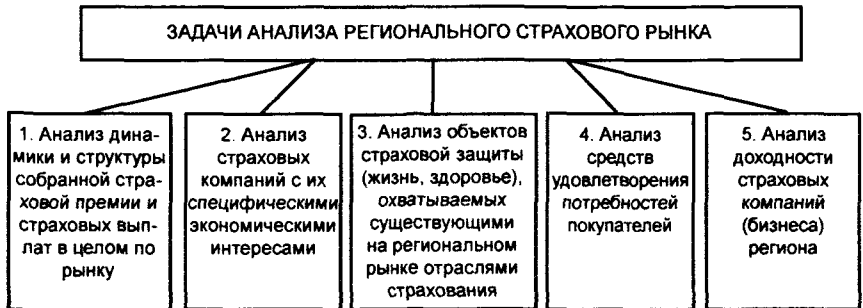 ЗАДАЧИ АНАЛИЗА РЕГИОНАЛЬНОГО СТРАХОВОГО РЫНКА
1. Анализ дина-
мики и структуры
собранной стра-
ховой премии и
страховых вып-
лат в целом по
рынку
2. Анализ
страховых
компаний с их
специфическими
экономическими
интересами
3. Анализ объектов
страховой защиты
(жизнь, здоровье),
охватываемых
существующими
на региональном
рынке отраслями
страхования
4. Анализ
средств
удовлетворения
потребностей
покупателей
5. Анализ
доходности
страховых
компаний
(бизнеса)
региона